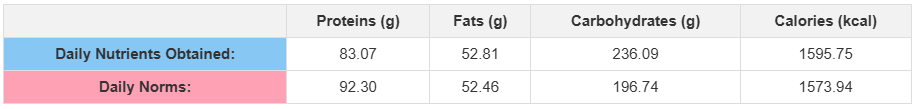 Proteins (g) Fats (g) Carbohydrates (g) Calories (kcal)
Daily Nutrients Obtained: 83.07 52.81 236.09 1595.75
Daily Norms: 92.30 52.46 196.74 1573.94